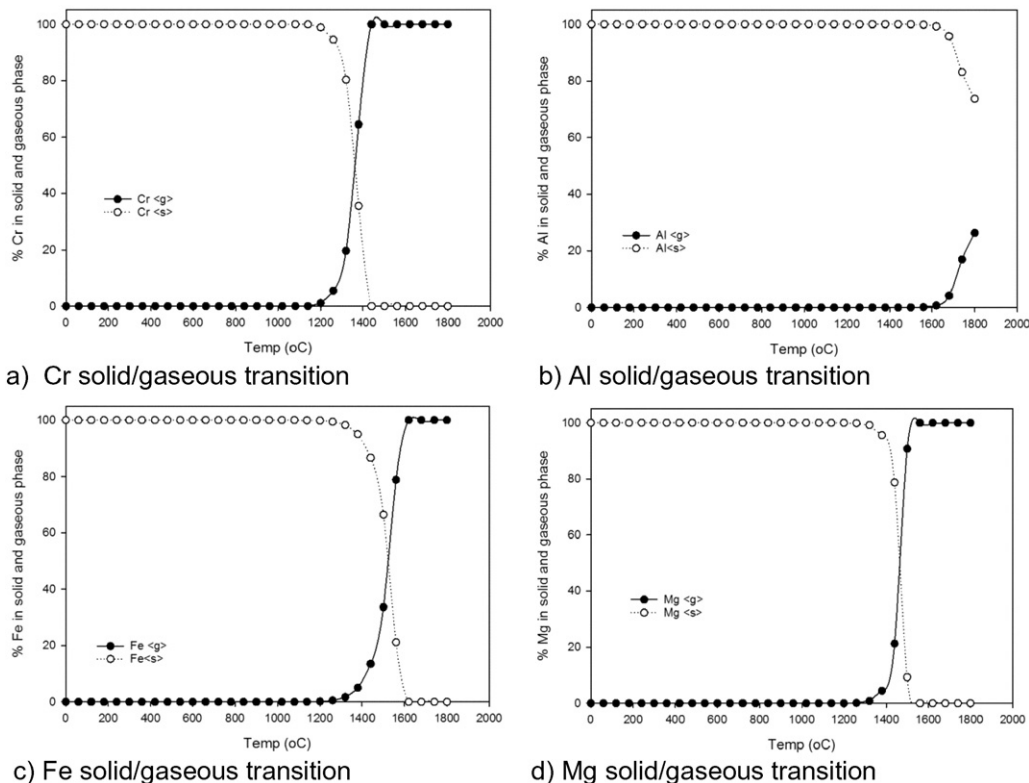 % Cr in solid and gaseous phase
100
80
60
40
20
0
Cr <g>
Cr <s>
0 200 400 600 800 1000 1200 1400 1600 1800 2000
Temp (oC)
a) Cr solid/gaseous transition
% Al in solid and gaseous phase
100
80
60
40
20
0
Al <g>
Al<s>
0 200 400 600 800 1000 1200 1400 1600 1800 2000
Temp (oC)
b) Al solid/gaseous transition
% Fe in solid and gaseous phase
100
80
60
40
20
0
Fe <g>
Fe<s>
0 200 400 600 800 1000 1200 1400 1600 1800 2000
Temp (oC)
c) Fe solid/gaseous transition
% Mg in solid and gaseous phase
100
80
60
40
20
0
Mg <g>
Mg <s>
0 200 400 600 800 1000 1200 1400 1600 1800 2000
Temp (oC)
d) Mg solid/gaseous transition